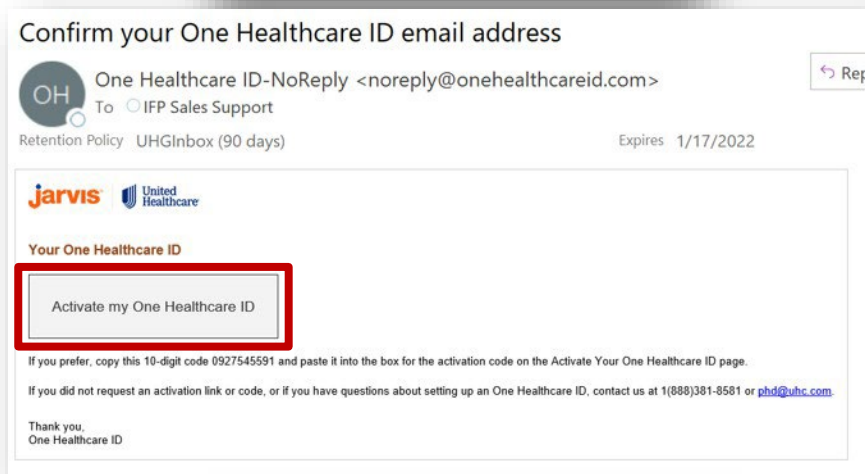 Confirm your One Healthcare ID email address
Rep
OH
One Healthcare ID-NoReply <noreply@onehealthcareid.com>
To IFP Sales Support
Retention Policy UHGInbox (90 days)
Expires 1/17/2022
jarvis United Healthcare
Your One Healthcare ID
Activate my One Healthcare ID
If you prefer, copy this 10-digit code 0927545591 and paste it into the box for the activation code on the Activate Your One Healthcare ID page.
If you did not request an activation link or code, or if you have questions about setting up an One Healthcare ID, contact us at 1(888)381-8581 or phd@uhc.com.
Thank you,
One Healthcare ID